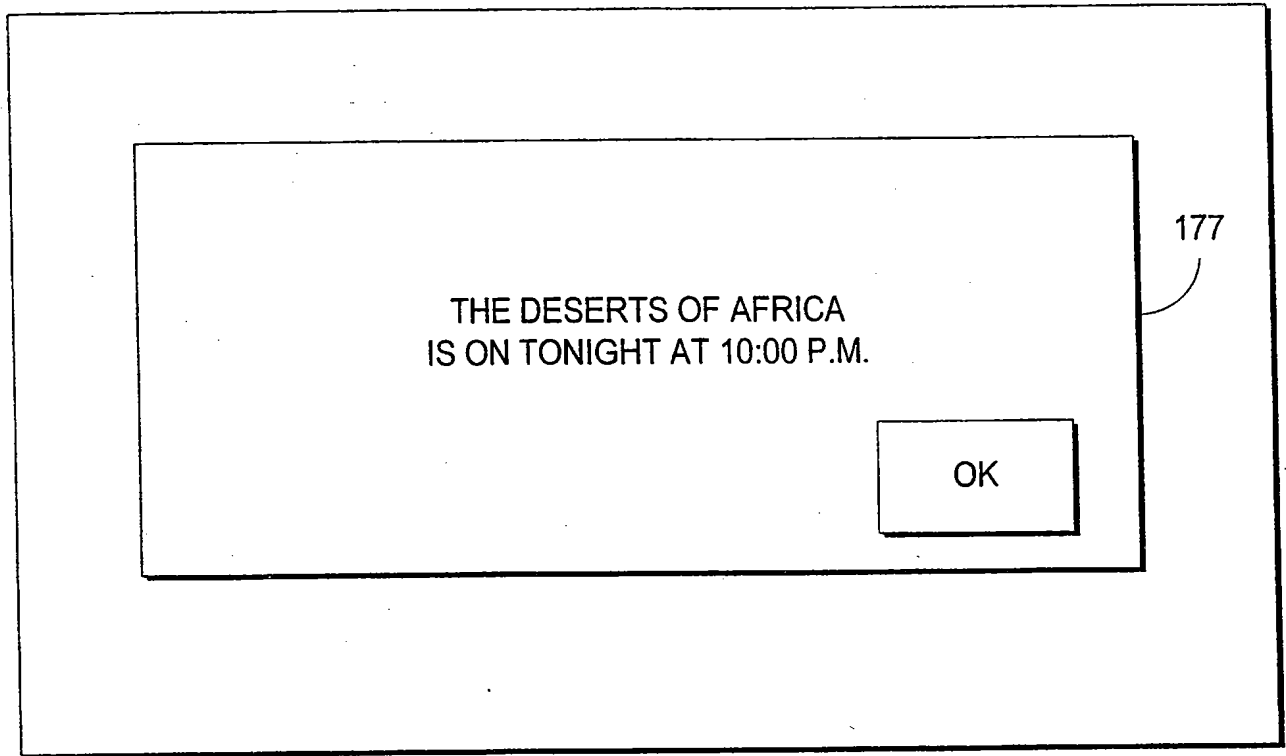 177
THE DESERTS OF AFRICA
IS ON TONIGHT AT 10:00 P.M.
OK